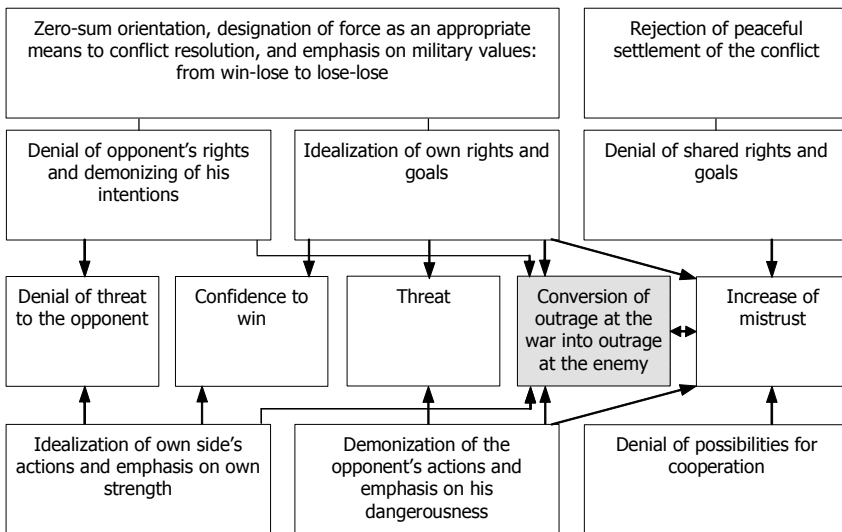 Zero-sum orientation, designation of force as an appropriate
means to conflict resolution, and emphasis on military values:
from win-lose to lose-lose
Rejection of peaceful
settlement of the conflict
Denial of opponent’s rights
and demonizing of his
intentions
Idealization of own rights and
goals
Denial of shared rights and
goals
Denial of threat
to the opponent
Confidence to
win
Threat
Conversion of
outrage at the
war into outrage
at the enemy
Increase of
mistrust
Idealization of own side’s
actions and emphasis on own
strength
Demonization of the
opponent’s actions and
emphasis on his
dangerousness
Denial of possibilities for
cooperation